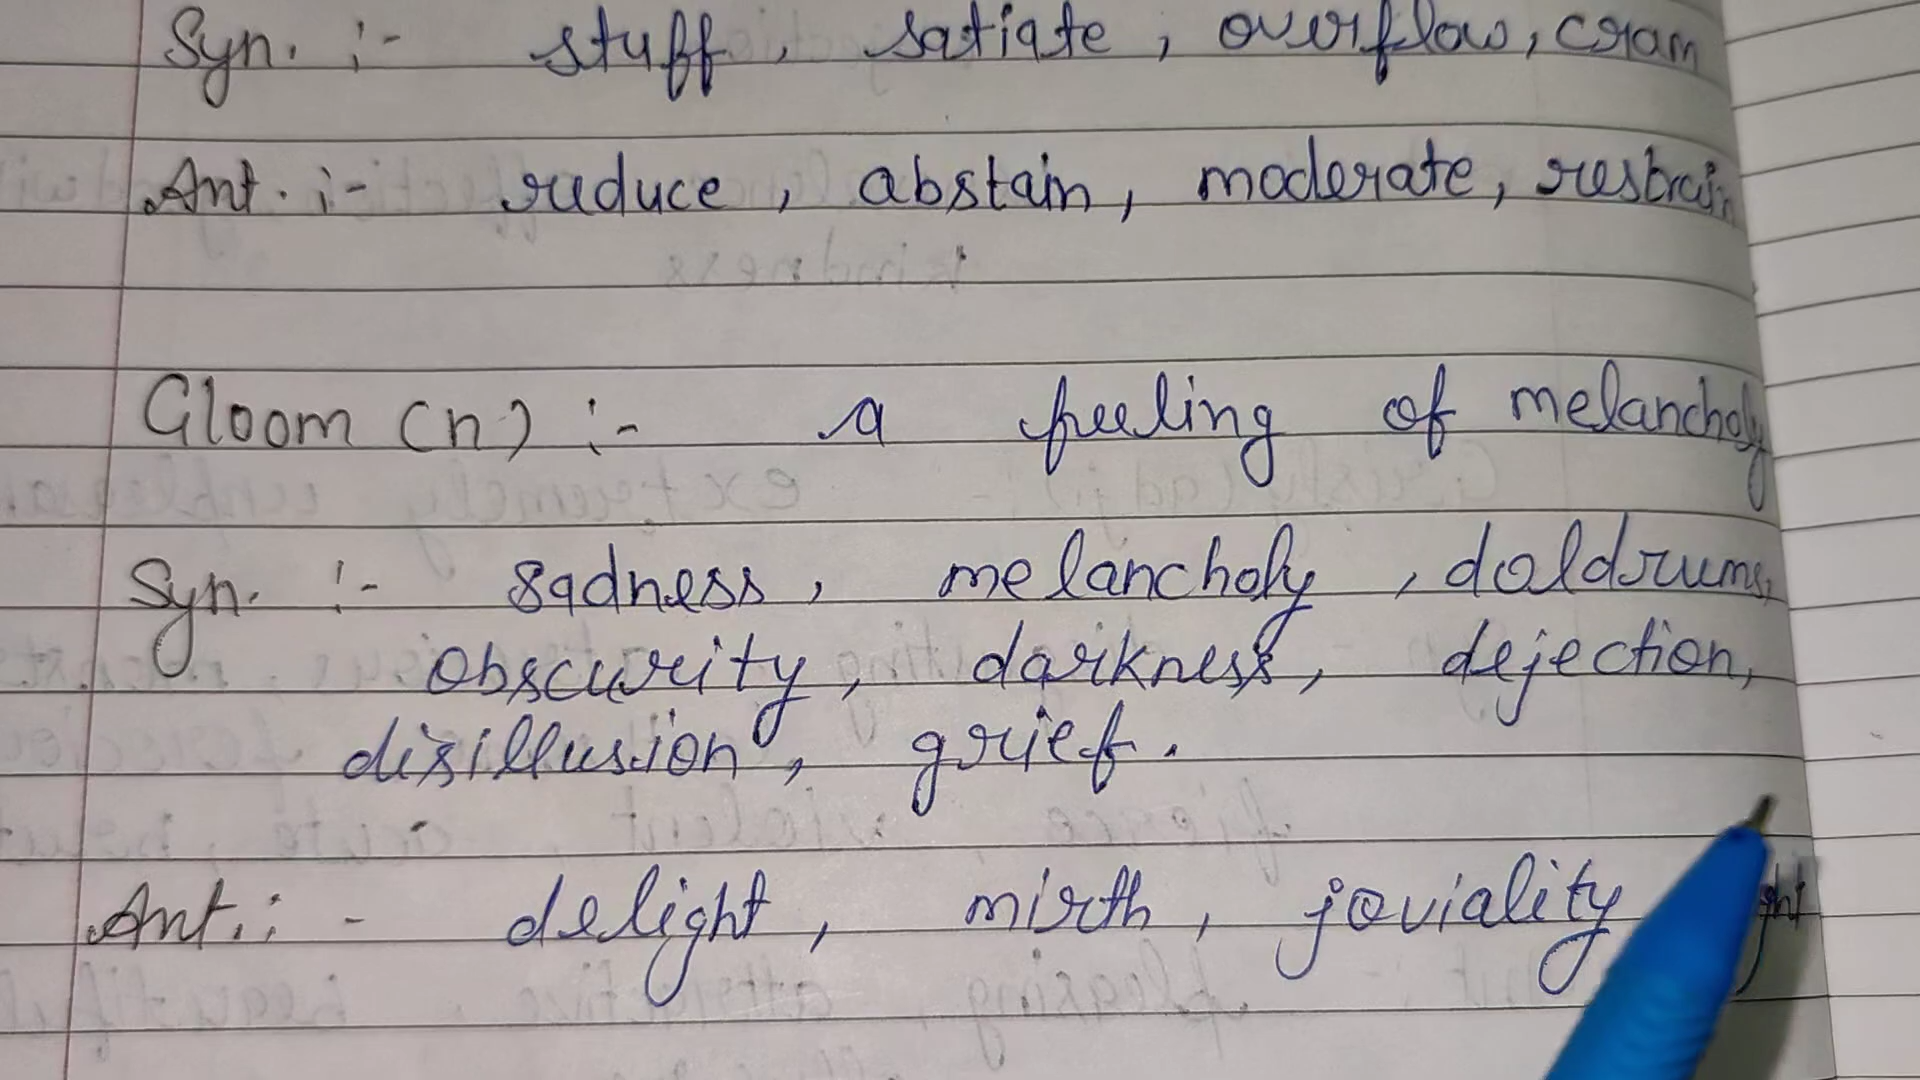 Syn. :- stuff, satiate, overflow, cram
Ant. :- reduce, abstain, moderate, restrain
Gloom (n) :- a feeling of melancholy
Syn. :- sadness, melancholy, doldrums,
obscurity, darkness, dejection,
disillusion, grief.
Ant. :- delight, mirth, joviality